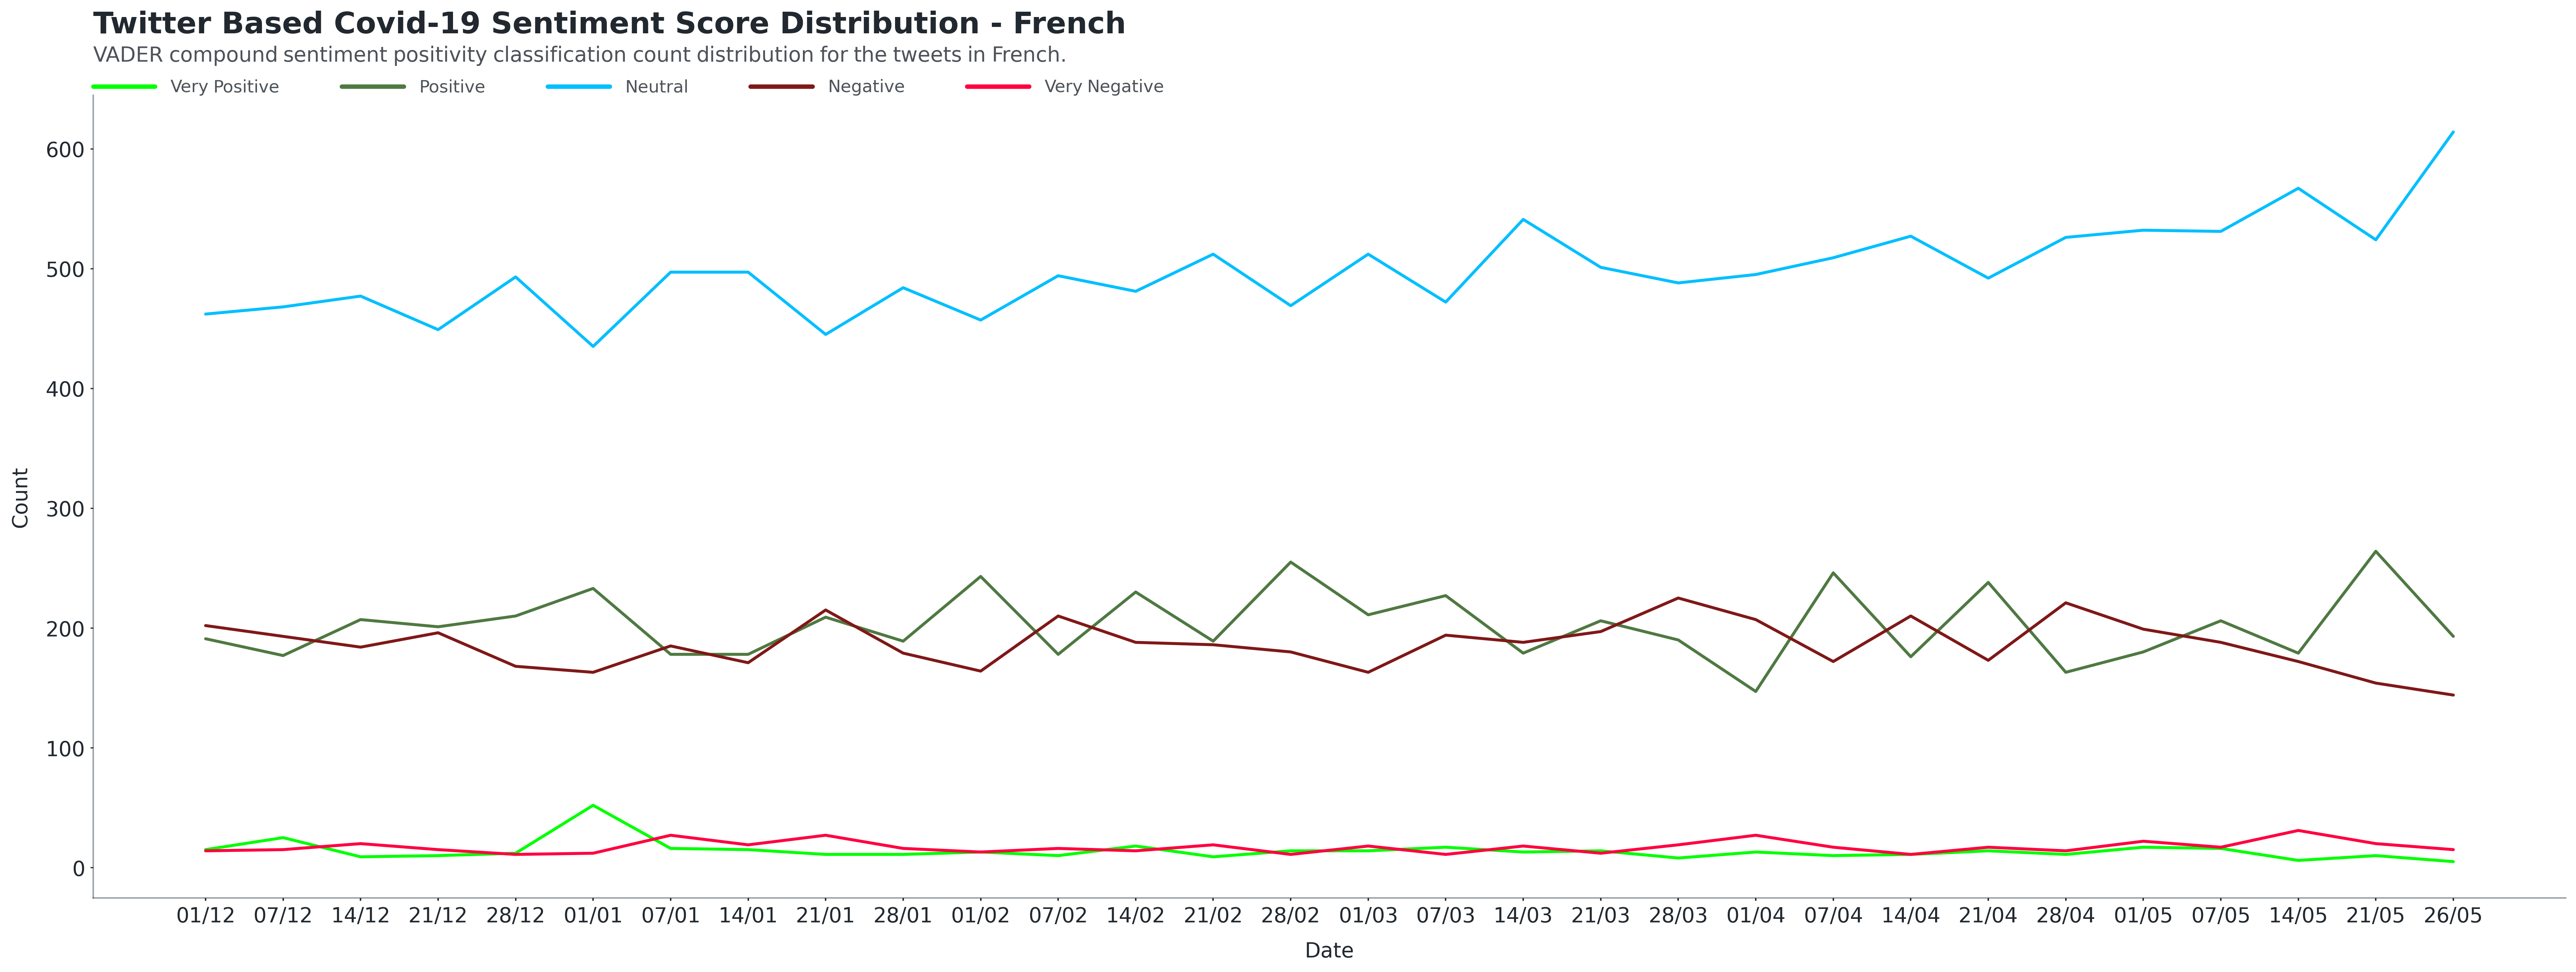 Twitter Based Covid-19 Sentiment Score Distribution - French
VADER compound sentiment positivity classification count distribution for the tweets in French.
Very Positive Positive Neutral Negative Very Negative
600
500
400
300
200
100
0
Count
01/12 07/12 14/12 21/12 28/12 01/01 07/01 14/01 21/01 28/01 01/02 07/02 14/02 21/02 28/02 01/03 07/03 14/03 21/03 28/03 01/04 07/04 14/04 21/04 28/04 01/05 07/05 14/05 21/05 26/05
Date